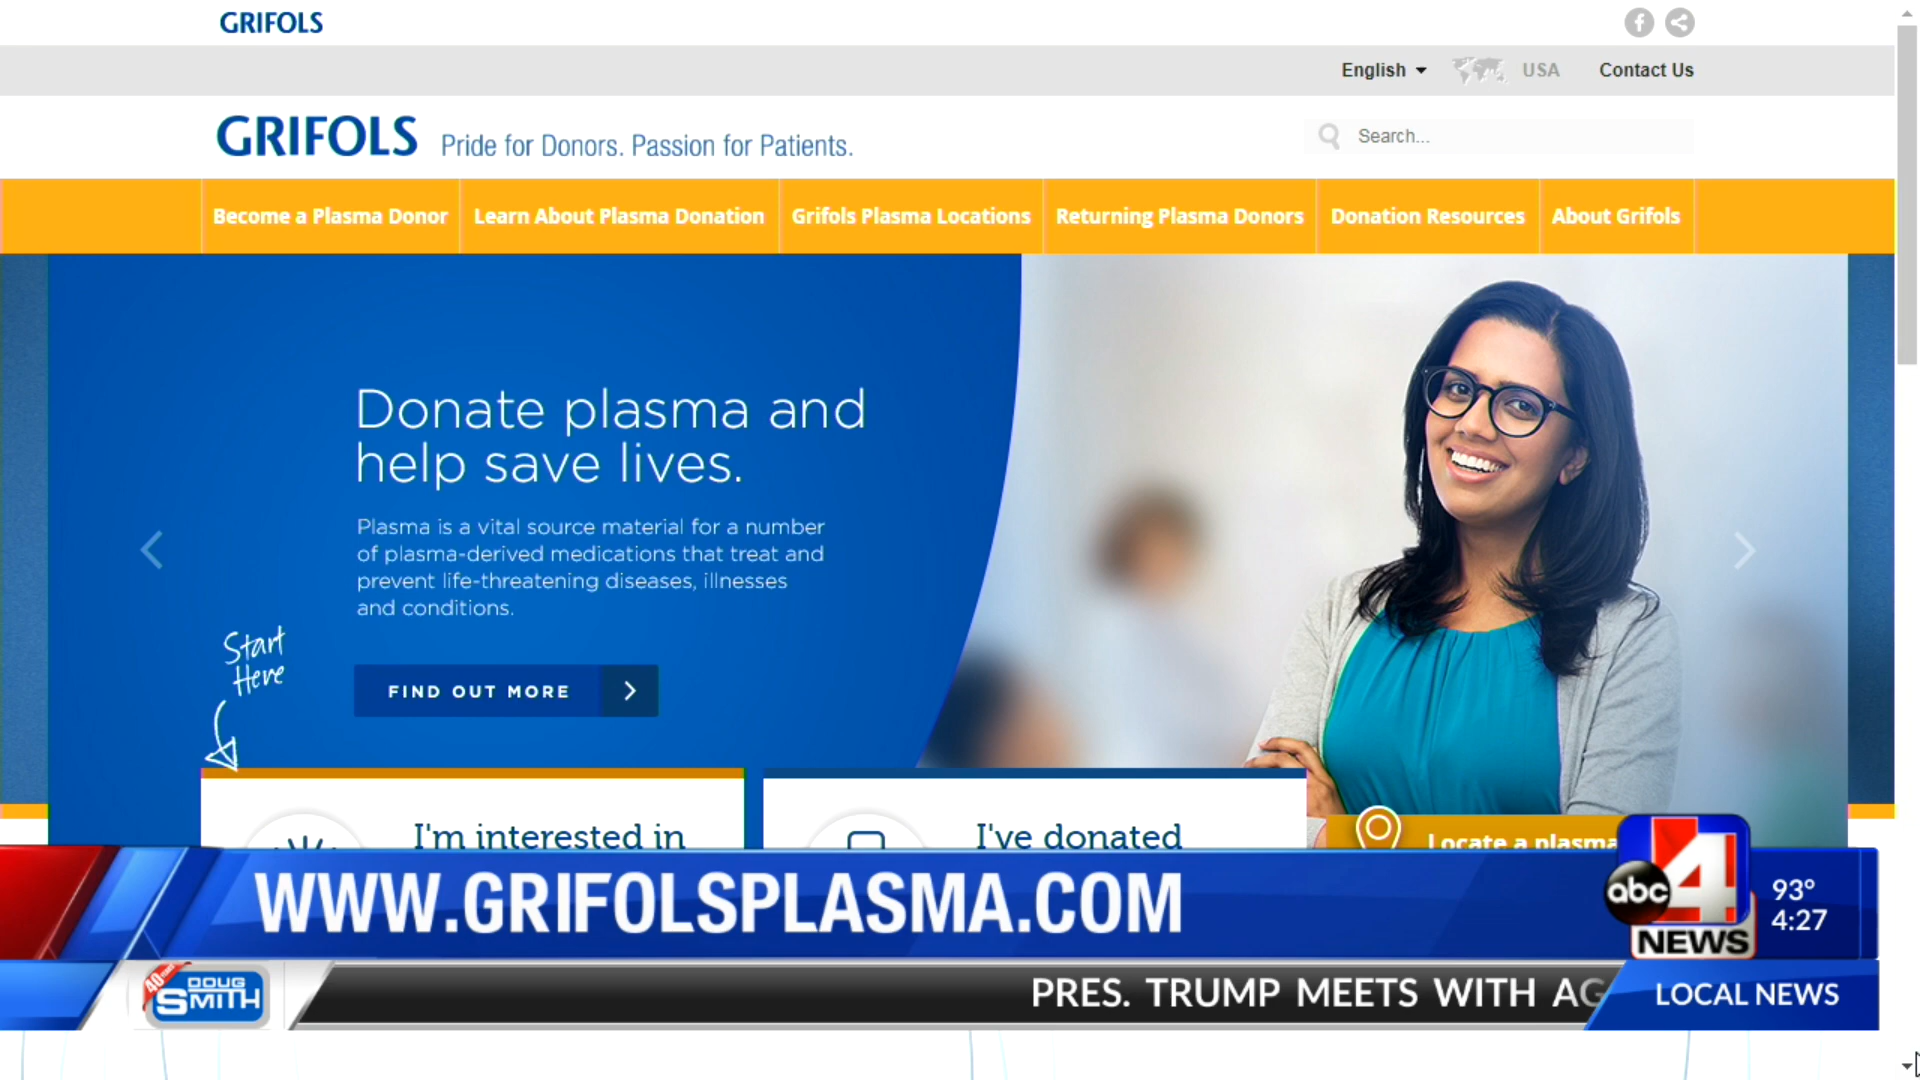 GRIFOLS
English
USA
Contact Us
GRIFOLS Pride for Donors. Passion for Patients.
Search...
Become a Plasma Donor
Learn About Plasma Donation
Grifols Plasma Locations
Returning Plasma Donors
Donation Resources
About Grifols
Donate plasma and
help save lives.
Plasma is a vital source material for a number
of plasma-derived medications that treat and
prevent life-threatening diseases, illnesses
and conditions.
Start
Here
FIND OUT MORE
I'm interested in
I've donated
Locate a plasma
WWW.GRIFOLSPLASMA.COM
abc 4
NEWS
93°
4:27
40 YEARS
DOUG
SMITH
PRES. TRUMP MEETS WITH AG
LOCAL NEWS